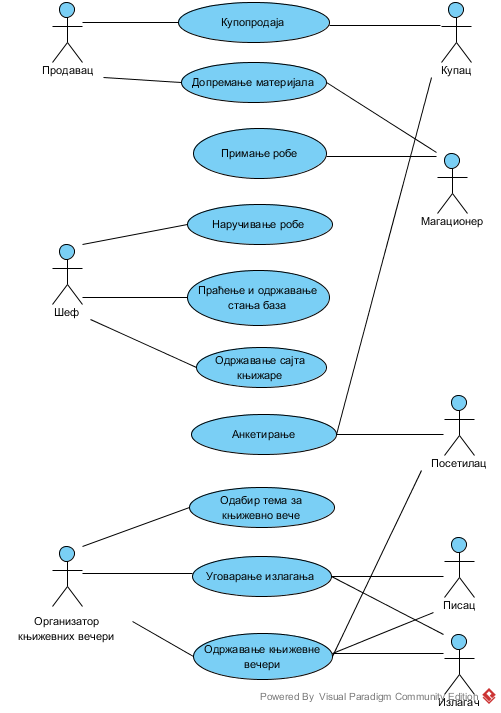 Купопродаја
Продавац
Купац
Допремање материјала
Примање робе
Магационер
Наручивање робе
Праћење и одржавање
стања база
Шеф
Одржавање сајта
књижаре
Анкетирање
Посетилац
Одабир тема за
књижевно вече
Уговарање излагања
Писац
Организатор
књижевних вечери
Одржавање књижевне
вечери
Powered By Visual Paradigm Community Edition
Излагач